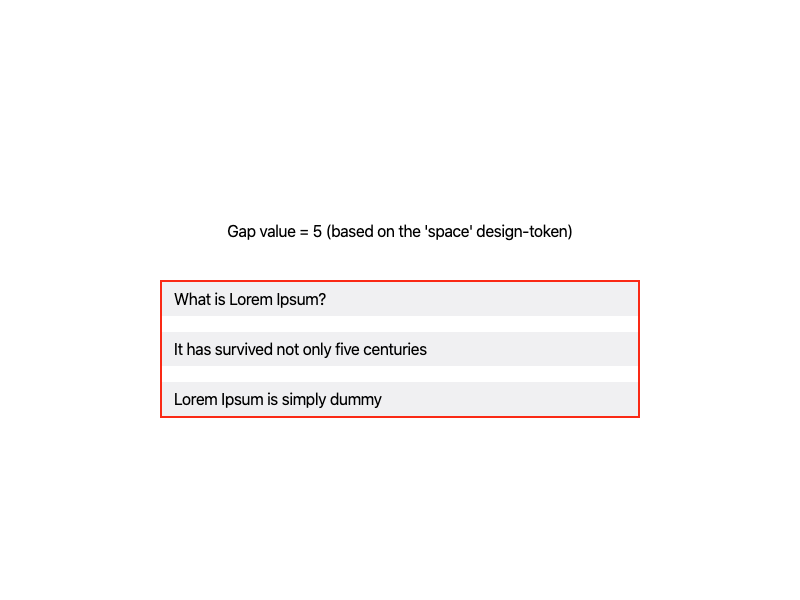 Gap value = 5 (based on the 'space' design-token)
What is Lorem Ipsum?
It has survived not only five centuries
Lorem Ipsum is simply dummy